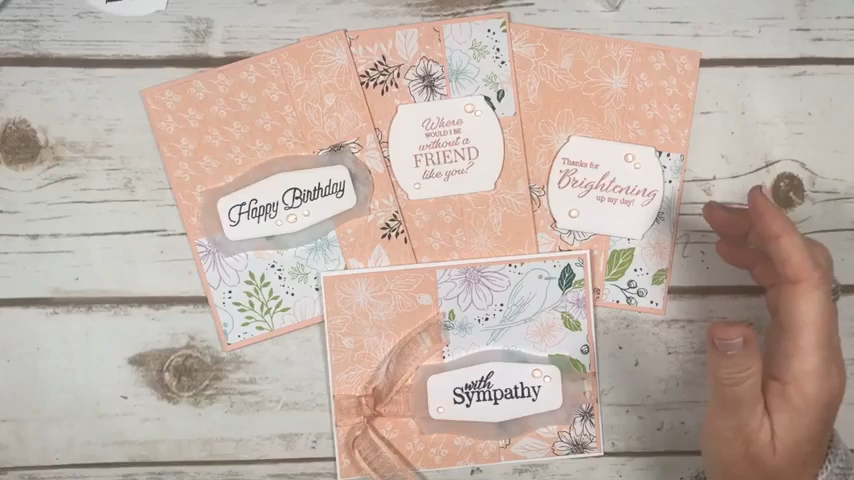 Happy Birthday
Where
WOULD I BE
without a
FRIEND
like you?
Thanks for
Brightening
up my day!
with
Sympathy